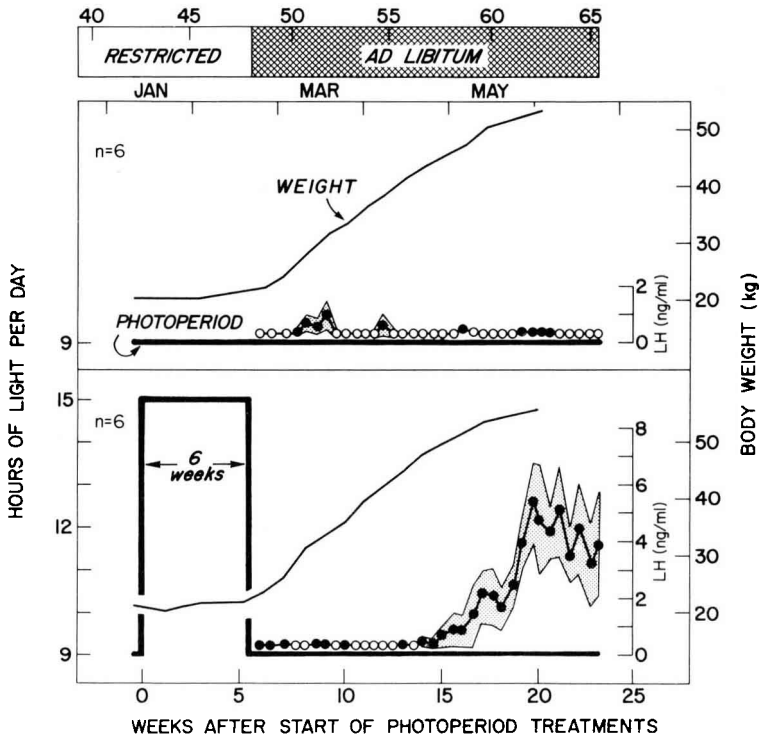 40 45 50 55 60 65
RESTRICTED AD LIBITUM
JAN MAR MAY
n=6
WEIGHT
PHOTOPERIOD
9
50
40
30
20
2
0
LH (ng/ml)
HOURS OF LIGHT PER DAY
BODY WEIGHT (kg)
15
12
9
n=6
6
weeks
8
6
4
2
0
LH (ng/ml)
50
40
30
20
0 5 10 15 20 25
WEEKS AFTER START OF PHOTOPERIOD TREATMENTS